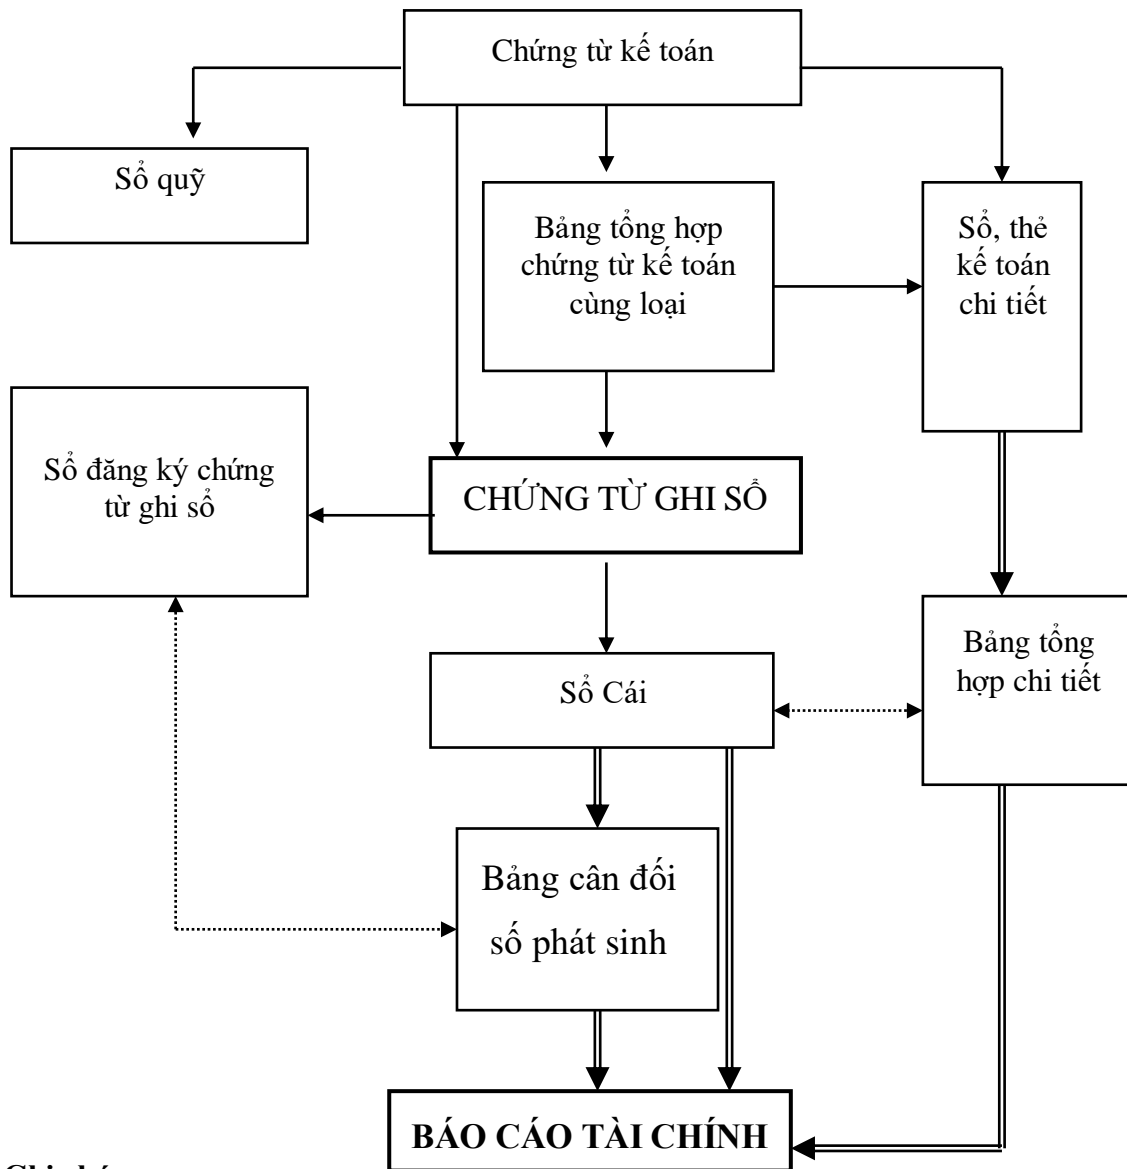 Chứng từ kế toán
Sổ quỹ
Bảng tổng hợp
chứng từ kế toán
cùng loại
Sổ, thẻ
kế toán
chi tiết
Sổ đăng ký chứng
từ ghi sổ
CHỨNG TỪ GHI SỔ
Sổ Cái
Bảng tổng
hợp chi tiết
Bảng cân đối
số phát sinh
BÁO CÁO TÀI CHÍNH